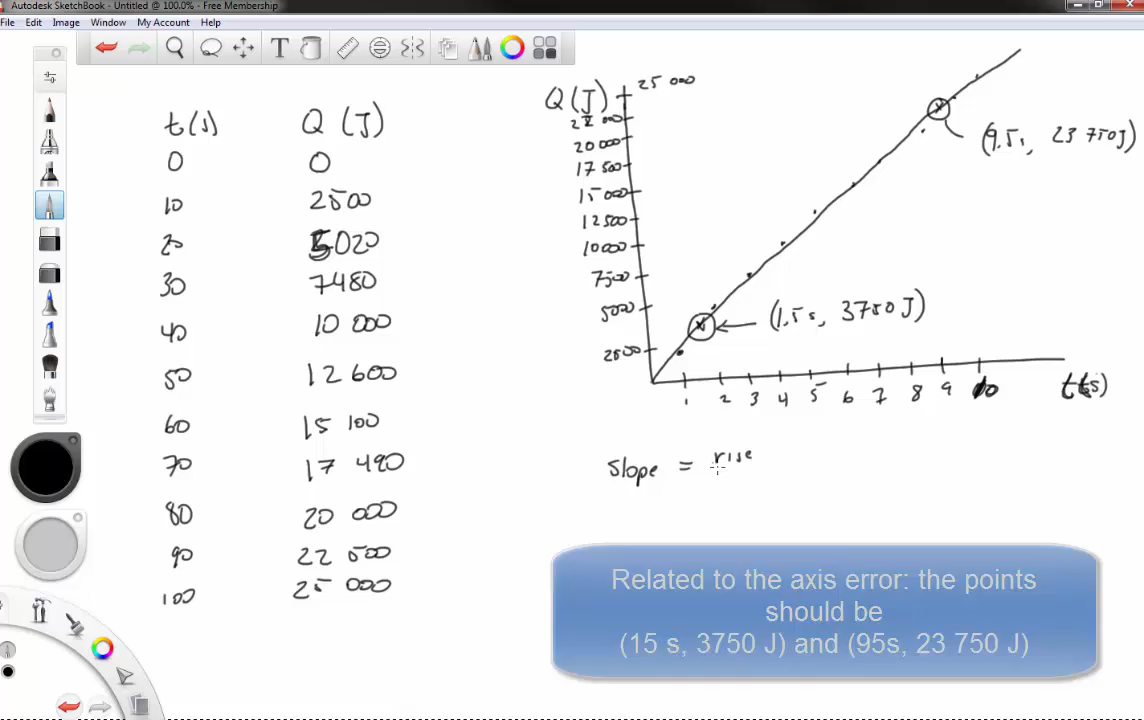 Autodesk SketchBook - Untitled @ 100.0% - Free Membership
File Edit Image Window My Account Help
t(s) Q (J)
0 0
10 2500
20 5020
30 7480
40 10 000
50 12 600
60 15 100
70 17 490
80 20 000
90 22 500
100 25 000
Q (J)
25 000
20 000
17 500
15 000
12 500
10 000
7500
5000
2500
(9.5s, 23 750J)
(1.5 s, 3750 J)
1 2 3 4 5 6 7 8 9 10
t(s)
slope = rise
Related to the axis error: the points
should be
(15 s, 3750 J) and (95s, 23 750 J)